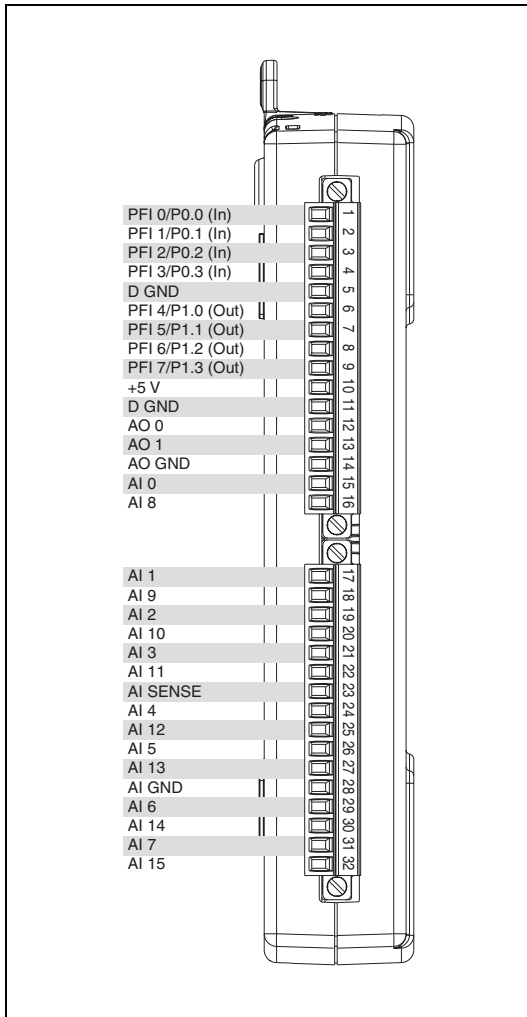 PFI 0/P0.0 (In) 1
PFI 1/P0.1 (In) 2
PFI 2/P0.2 (In) 3
PFI 3/P0.3 (In) 4
D GND 5
PFI 4/P1.0 (Out) 6
PFI 5/P1.1 (Out) 7
PFI 6/P1.2 (Out) 8
PFI 7/P1.3 (Out) 9
+5 V 10
D GND 11
AO 0 12
AO 1 13
AO GND 14
AI 0 15
AI 8 16
AI 1 17
AI 9 18
AI 2 19
AI 10 20
AI 3 21
AI 11 22
AI SENSE 23
AI 4 24
AI 12 25
AI 5 26
AI 13 27
AI GND 28
AI 6 29
AI 14 30
AI 7 31
AI 15 32